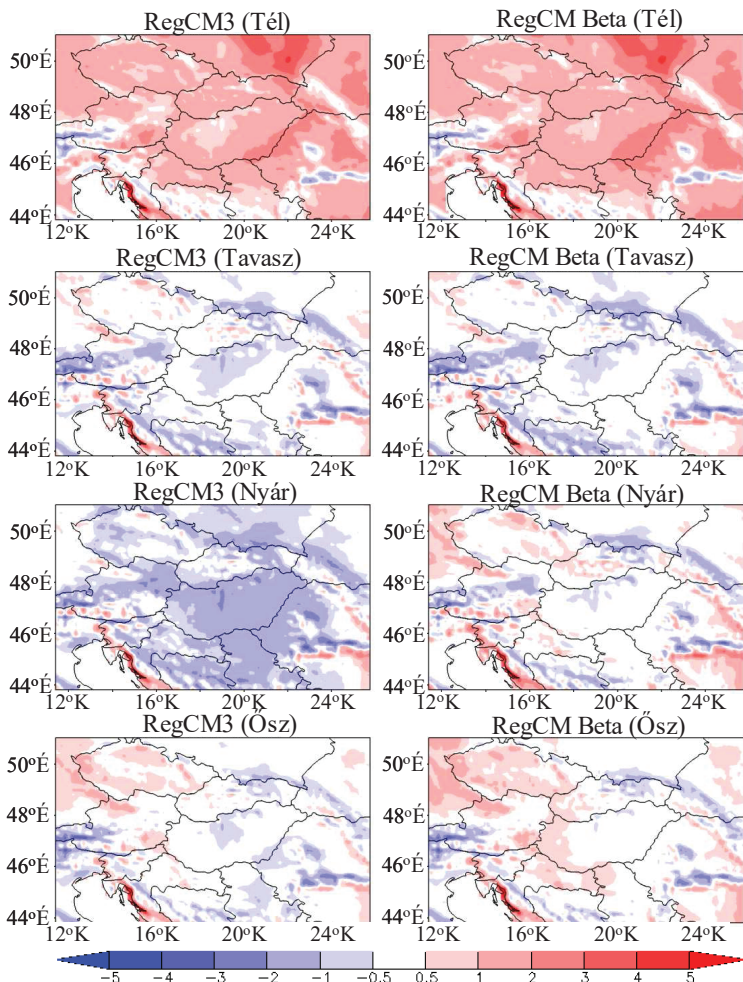 RegCM3 (Tél) RegCM Beta (Tél)
50ºÉ 50ºÉ
48ºÉ 48ºÉ
46ºÉ 46ºÉ
44ºÉ 44ºÉ
12ºK 16ºK 20ºK 24ºK 12ºK 16ºK 20ºK 24ºK
RegCM3 (Tavasz) RegCM Beta (Tavasz)
50ºÉ 50ºÉ
48ºÉ 48ºÉ
46ºÉ 46ºÉ
44ºÉ 44ºÉ
12ºK 16ºK 20ºK 24ºK 12ºK 16ºK 20ºK 24ºK
RegCM3 (Nyár) RegCM Beta (Nyár)
50ºÉ 50ºÉ
48ºÉ 48ºÉ
46ºÉ 46ºÉ
44ºÉ 44ºÉ
12ºK 16ºK 20ºK 24ºK 12ºK 16ºK 20ºK 24ºK
RegCM3 (Ősz) RegCM Beta (Ősz)
50ºÉ 50ºÉ
48ºÉ 48ºÉ
46ºÉ 46ºÉ
44ºÉ 44ºÉ
12ºK 16ºK 20ºK 24ºK 12ºK 16ºK 20ºK 24ºK
−5 −4 −3 −2 −1 −0.5 0.5 1 2 3 4 5